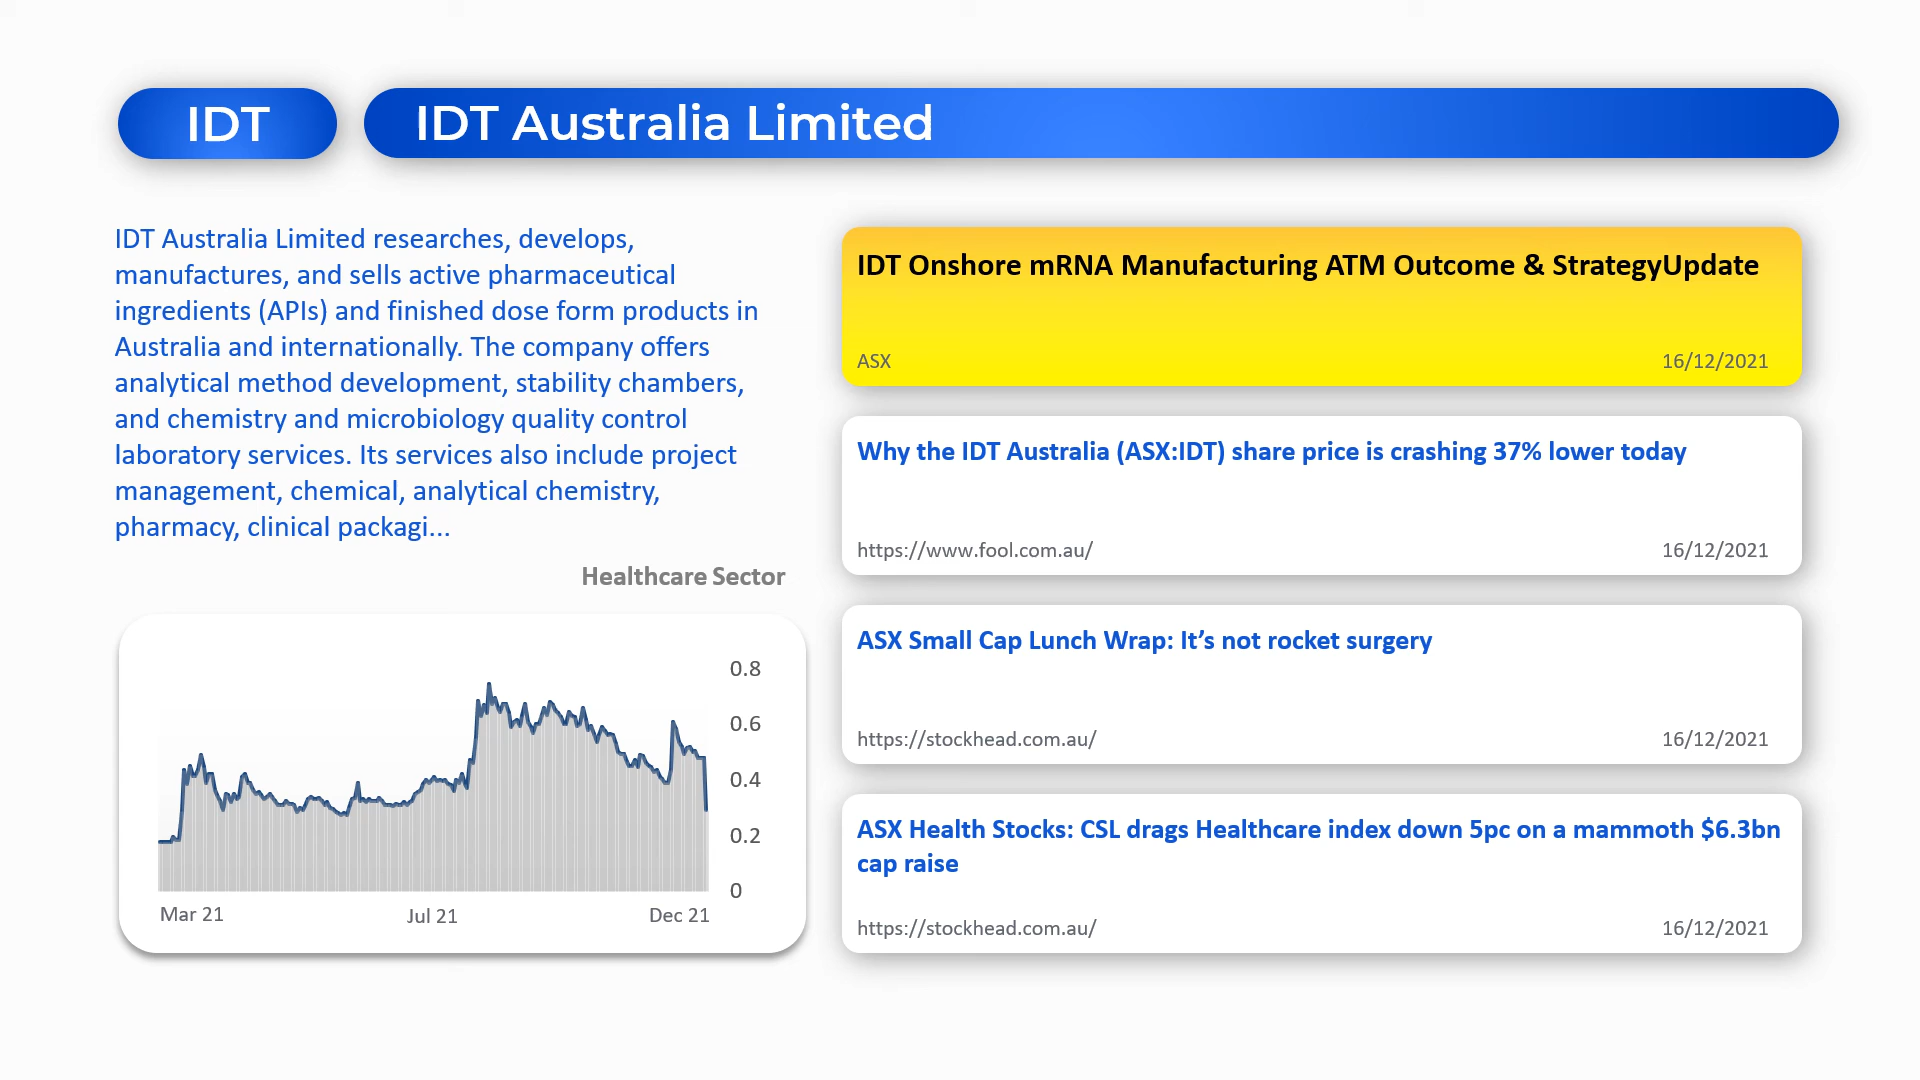 IDT
IDT Australia Limited
IDT Australia Limited researches, develops,
manufactures, and sells active pharmaceutical
ingredients (APIs) and finished dose form products in
Australia and internationally. The company offers
analytical method development, stability chambers,
and chemistry and microbiology quality control
laboratory services. Its services also include project
management, chemical, analytical chemistry,
pharmacy, clinical packagi...
Healthcare Sector
0.8
0.6
0.4
0.2
0
Mar 21
Jul 21
Dec 21
IDT Onshore mRNA Manufacturing ATM Outcome & StrategyUpdate
ASX
16/12/2021
Why the IDT Australia (ASX:IDT) share price is crashing 37% lower today
https://www.fool.com.au/
16/12/2021
ASX Small Cap Lunch Wrap: It’s not rocket surgery
https://stockhead.com.au/
16/12/2021
ASX Health Stocks: CSL drags Healthcare index down 5pc on a mammoth $6.3bn
cap raise
https://stockhead.com.au/
16/12/2021